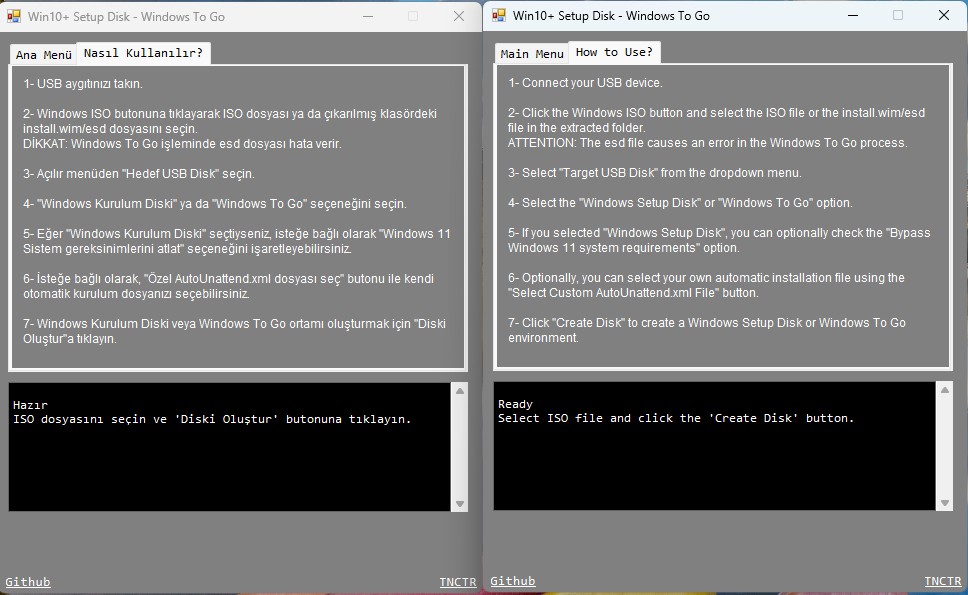 Win10+ Setup Disk - Windows To Go
Ana Menü
Nasıl Kullanılır?
1- USB aygıtınızı takın.
2- Windows ISO butonuna tıklayarak ISO dosyası ya da çıkarılmış klasördeki
install.wim/esd dosyasını seçin.
DİKKAT: Windows To Go işleminde esd dosyası hata verir.
3- Açılır menüden "Hedef USB Disk" seçin.
4- "Windows Kurulum Diski" ya da "Windows To Go" seçeneğini seçin.
5- Eğer "Windows Kurulum Diski" seçtiyseniz, isteğe bağlı olarak "Windows 11
Sistem gereksinimlerini atlat" seçeneğini işaretleyebilirsiniz.
6- İsteğe bağlı olarak, "Özel AutoUnattend.xml dosyası seç" butonu ile kendi
otomatik kurulum dosyanızı seçebilirsiniz.
7- Windows Kurulum Diski veya Windows To Go ortamı oluşturmak için "Diski
Oluştur"a tıklayın.
Hazır
ISO dosyasını seçin ve 'Diski Oluştur' butonuna tıklayın.
Github
TNCTR
Win10+ Setup Disk - Windows To Go
Main Menu
How to Use?
1- Connect your USB device.
2- Click the Windows ISO button and select the ISO file or the install.wim/esd
file in the extracted folder.
ATTENTION: The esd file causes an error in the Windows To Go process.
3- Select "Target USB Disk" from the dropdown menu.
4- Select the "Windows Setup Disk" or "Windows To Go" option.
5- If you selected "Windows Setup Disk", you can optionally check the "Bypass
Windows 11 system requirements" option.
6- Optionally, you can select your own automatic installation file using the
"Select Custom AutoUnattend.xml File" button.
7- Click "Create Disk" to create a Windows Setup Disk or Windows To Go
environment.
Ready
Select ISO file and click the 'Create Disk' button.
Github
TNCTR